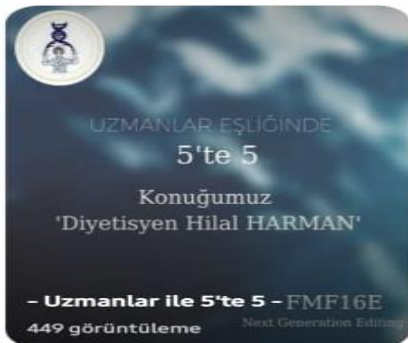 UZMANLAR EŞLİĞİNDE
5'te 5
Konuğumuz
'Diyetisyen Hilal HARMAN'
– Uzmanlar ile 5'te 5 – FMF16E
449 görüntüleme
Next Generation Editing